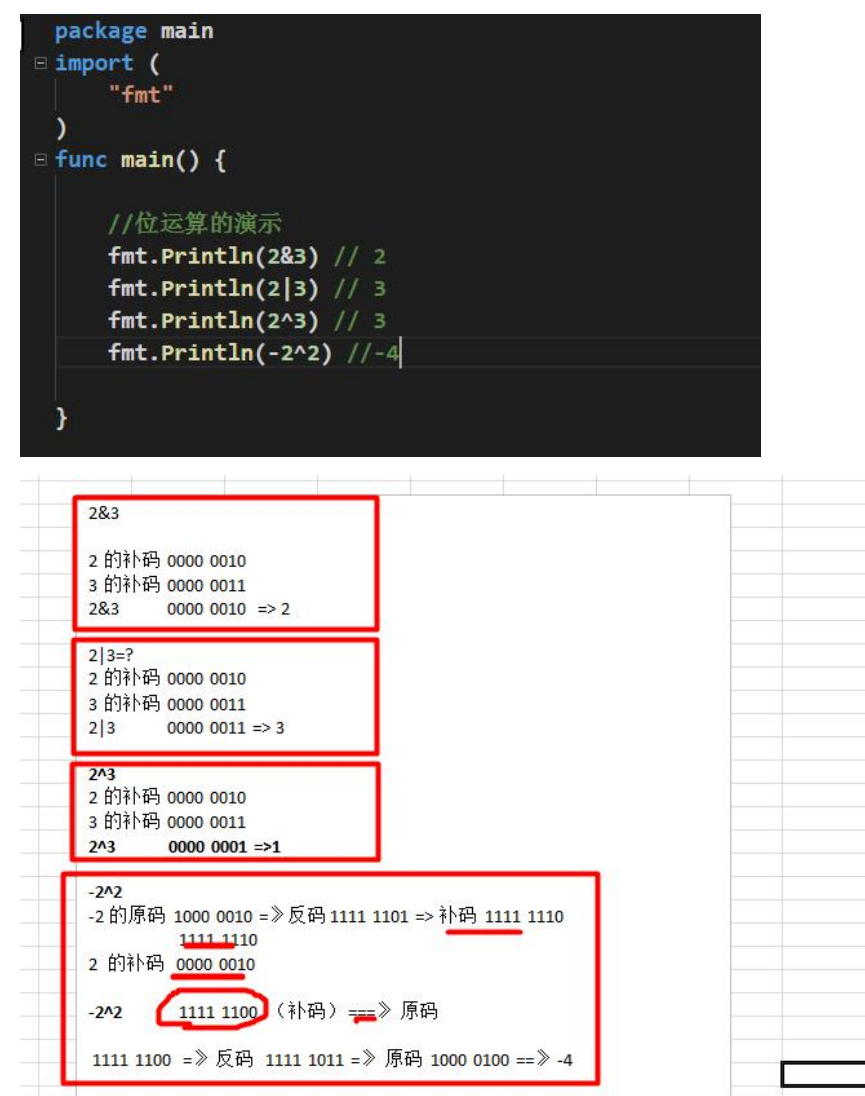 package main
import (
"fmt"
)
func main() {
//位运算的演示
fmt.Println(2&3) // 2
fmt.Println(2|3) // 3
fmt.Println(2^3) // 3
fmt.Println(-2^2) //-4
}
2&3
2 的补码 0000 0010
3 的补码 0000 0011
2&3 0000 0010 => 2
2|3=?
2 的补码 0000 0010
3 的补码 0000 0011
2|3 0000 0011 => 3
2^3
2 的补码 0000 0010
3 的补码 0000 0011
2^3 0000 0001 =>1
-2^2
-2 的原码 1000 0010 =》反码 1111 1101 => 补码 1111 1110
1111 1110
2 的补码 0000 0010
-2^2 1111 1100 （补码）===》 原码
1111 1100 =》 反码 1111 1011 =》 原码 1000 0100 ==》 -4